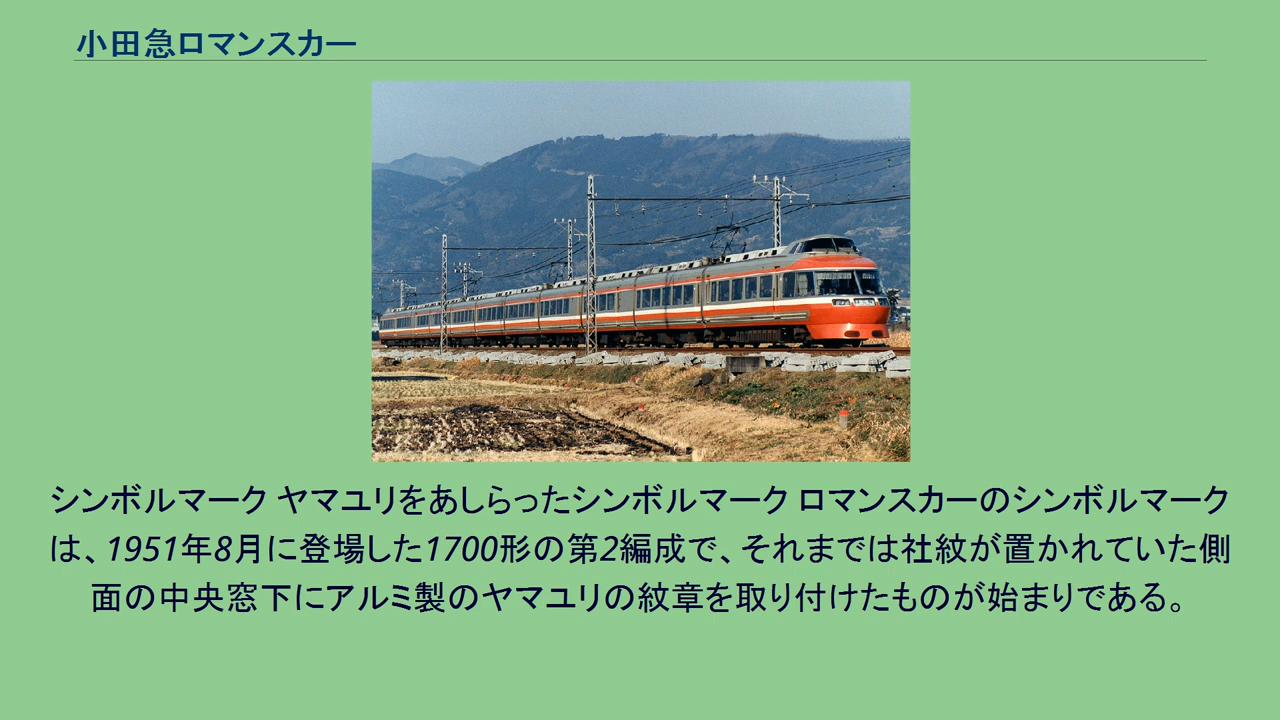 小田急ロマンスカー
シンボルマーク ヤマユリをあしらったシンボルマーク ロマンスカーのシンボルマーク
は、1951年8月に登場した1700形の第2編成で、それまでは社紋が置かれていた側
面の中央窓下にアルミ製のヤマユリの紋章を取り付けたものが始まりである。